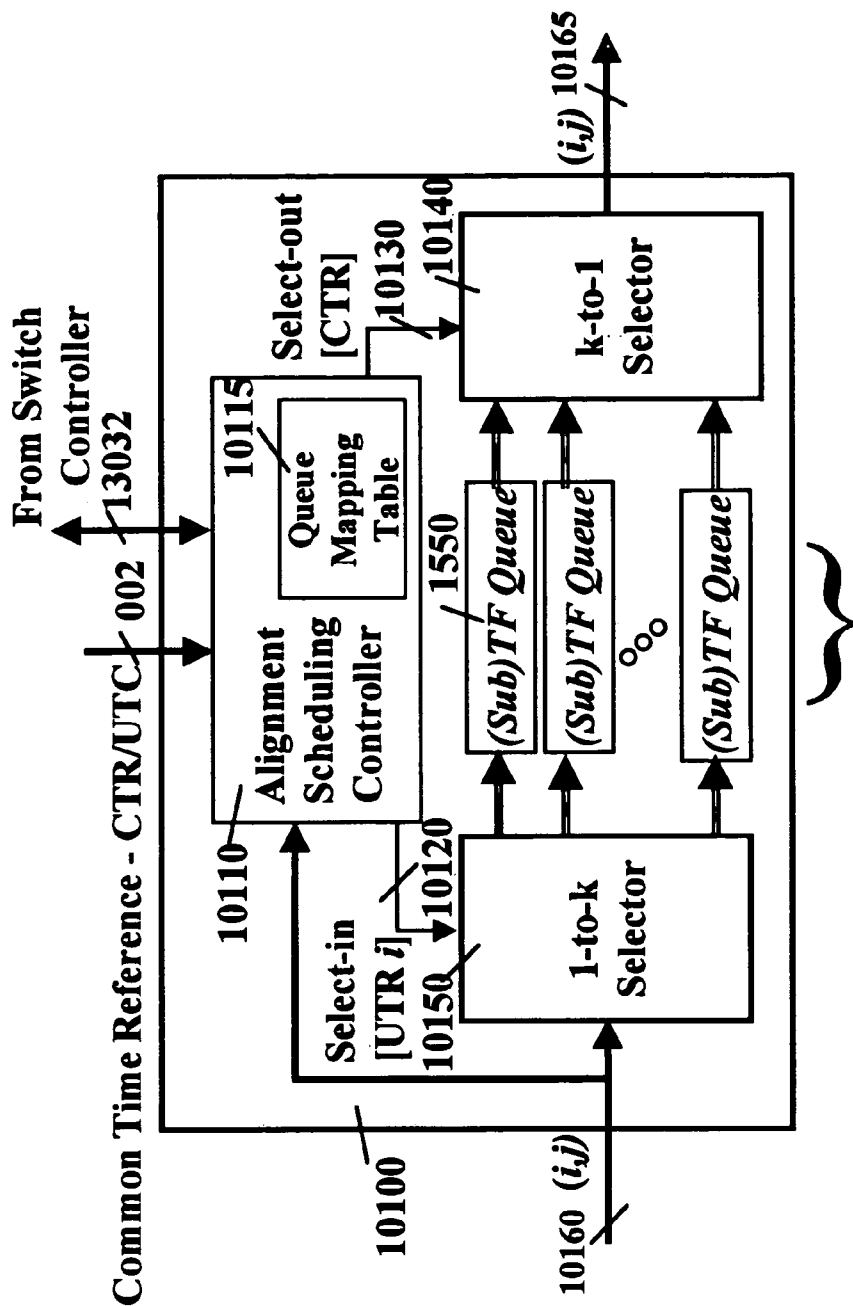 From Switch
Controller
13032
Common Time Reference - CTR/UTC
002
10110
Alignment
Scheduling
Controller
10115
Queue
Mapping
Table
Select-out
[CTR]
10130
10140
10100
Select-in
[UTR i]
10120
10150
1550
(Sub)TF Queue
(Sub)TF Queue
(Sub)TF Queue
1-to-k
Selector
k-to-1
Selector
10160 (i,j)
(i,j) 10165